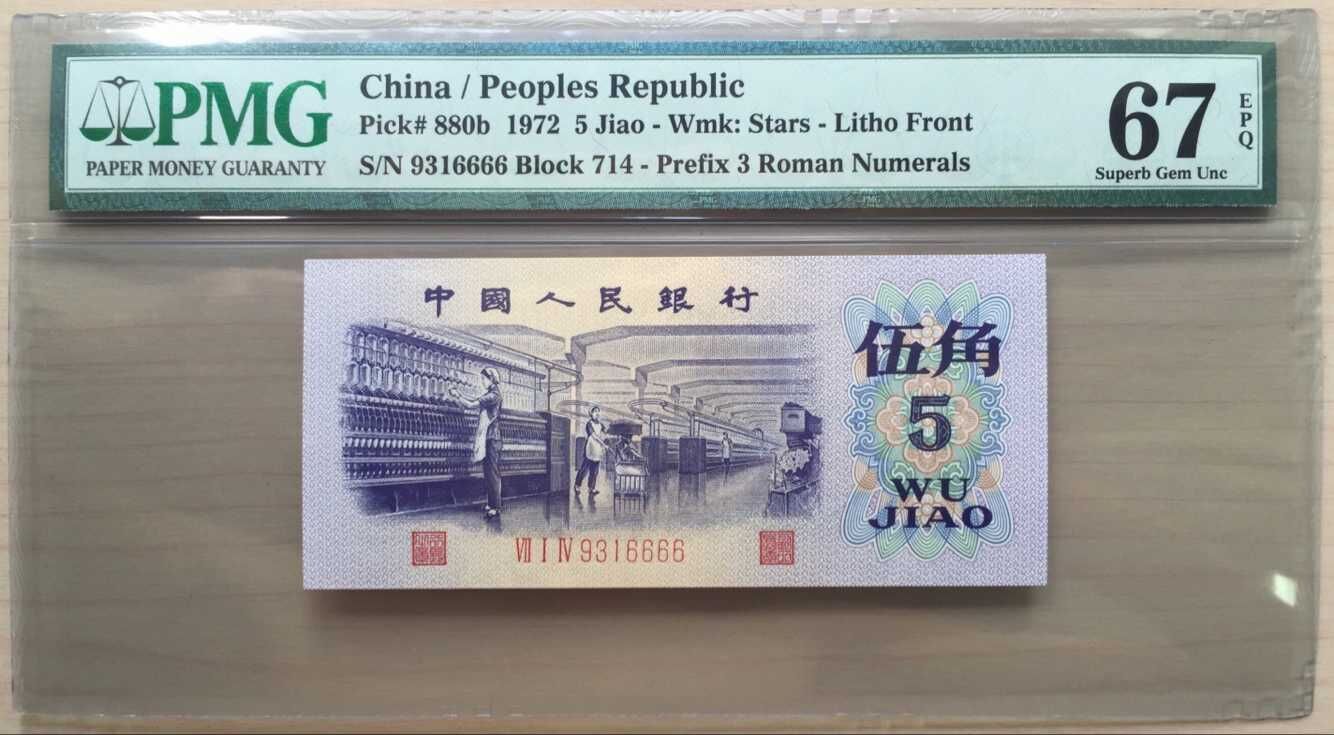 PMG
PAPER MONEY GUARANTY
China / Peoples Republic
Pick# 880b 1972 5 Jiao - Wmk: Stars - Litho Front
S/N 9316666 Block 714 - Prefix 3 Roman Numerals
67
EPQ
Superb Gem Unc
中國人民銀行
伍角
5
WU
JIAO
VII I IV 9316666